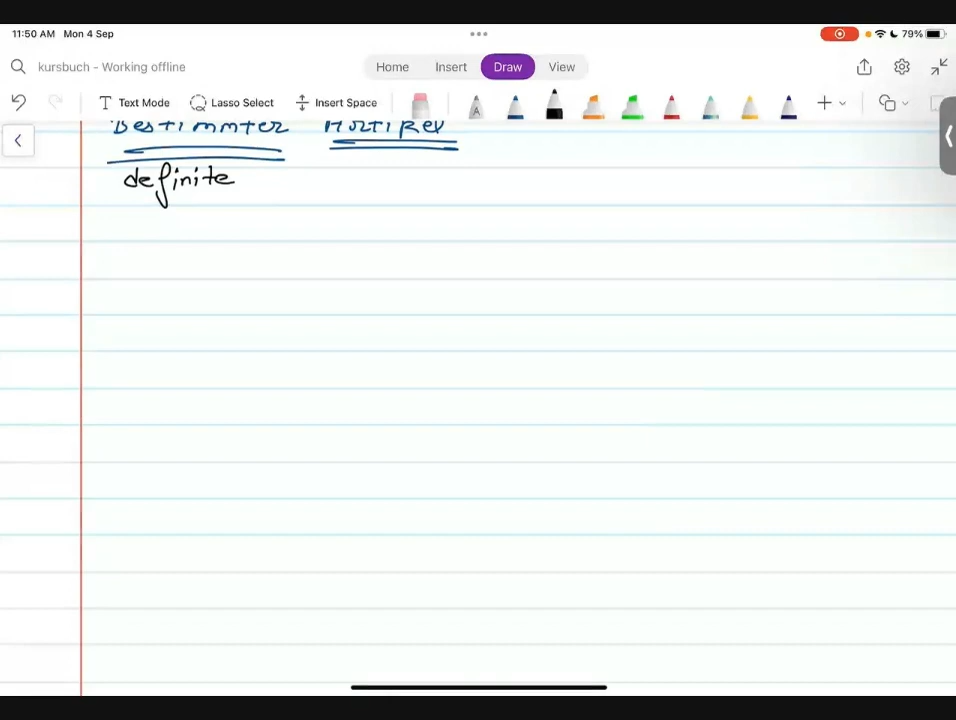 11:50 AM Mon 4 Sep
79%
kursbuch - Working offline
Home Insert Draw View
Text Mode Lasso Select Insert Space
A
Bestimmter Artikel
definite